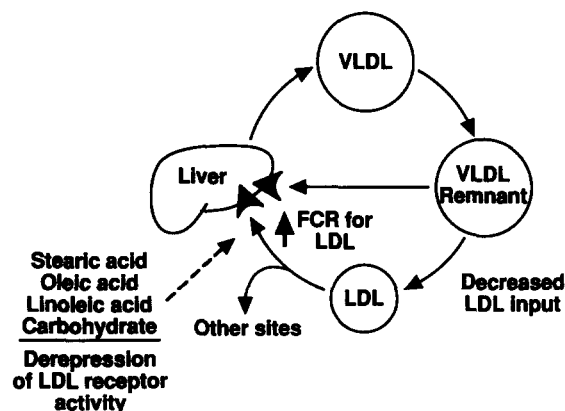 VLDL
Liver
VLDL
Remnant
FCR for
LDL
Stearic acid
Oleic acid
Linoleic acid
Carbohydrate
Derepression
of LDL receptor
activity
LDL
Other sites
Decreased
LDL input